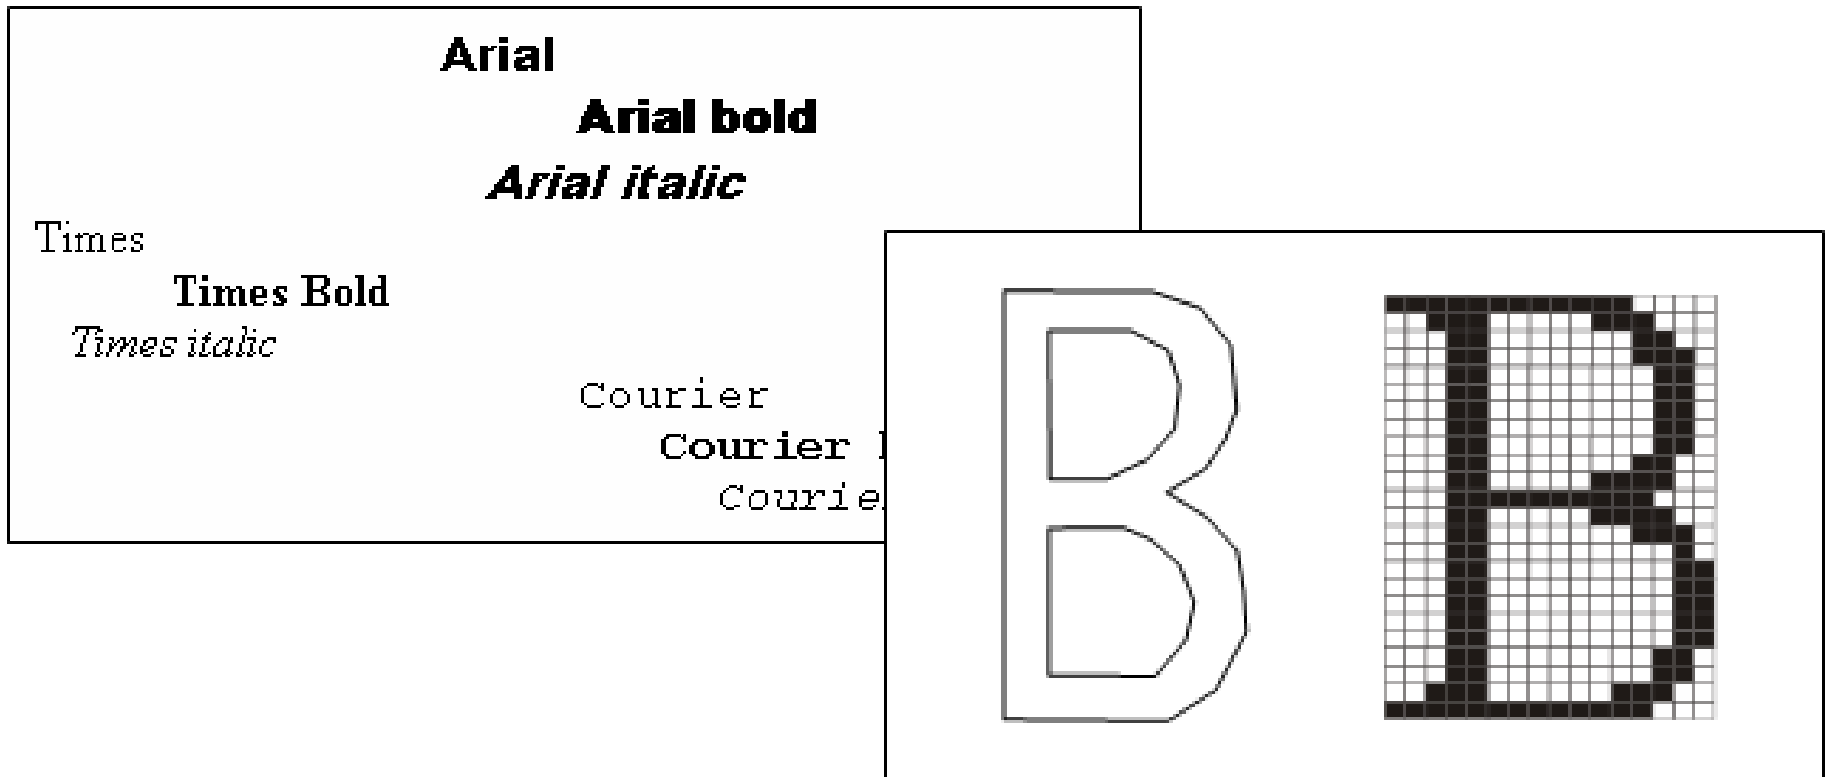 Arial
Arial bold
Arial italic
Times
Times Bold
Times italic
Courier
Courier
B B